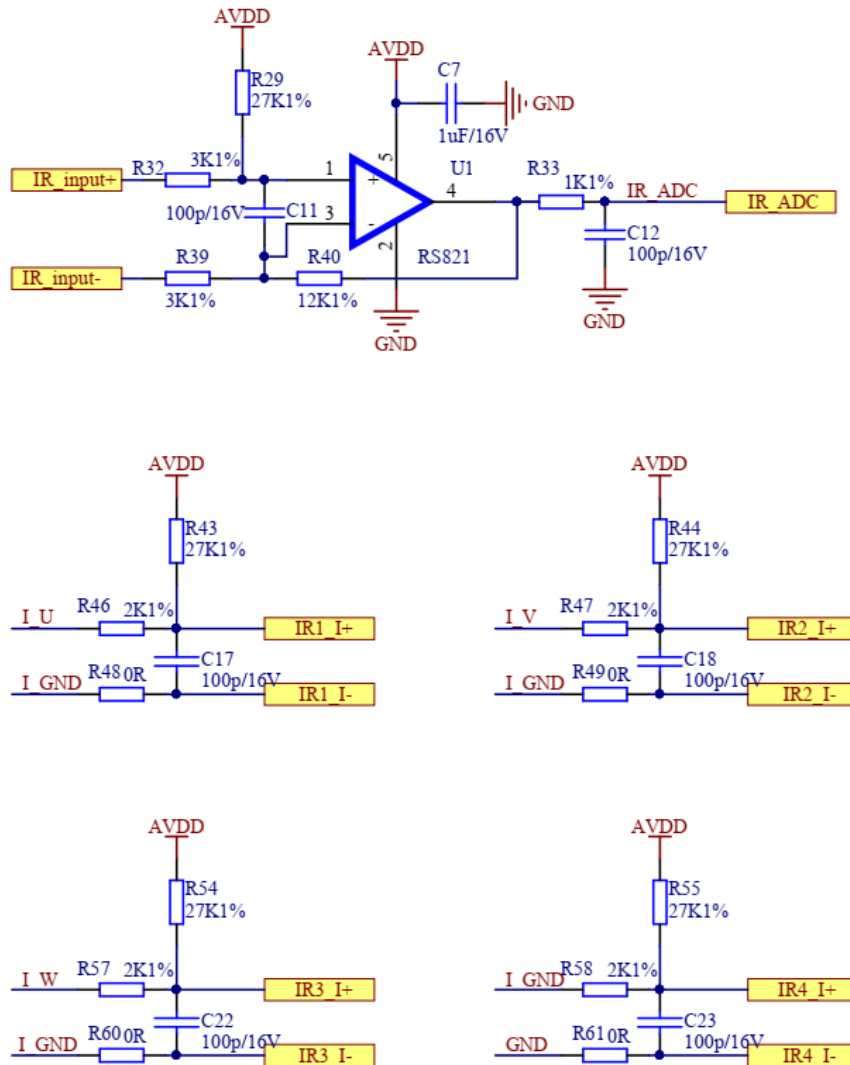 AVDD
R29
27K1%
AVDD
C7
1uF/16V
GND
IR_input+
R32
3K1%
1
+
5
U1
4
R33
1K1%
IR_ADC
IR_ADC
100p/16V
C11
3
-
2
RS821
C12
100p/16V
GND
IR_input-
R39
3K1%
R40
12K1%
GND
AVDD
R43
27K1%
I_U
R46
2K1%
IR1_I+
C17
100p/16V
I_GND
R48
0R
IR1_I-
AVDD
R44
27K1%
I_V
R47
2K1%
IR2_I+
C18
100p/16V
I_GND
R49
0R
IR2_I-
AVDD
R54
27K1%
I_W
R57
2K1%
IR3_I+
C22
100p/16V
I_GND
R60
0R
IR3_I-
AVDD
R55
27K1%
I_GND
R58
2K1%
IR4_I+
C23
100p/16V
GND
R61
0R
IR4_I-